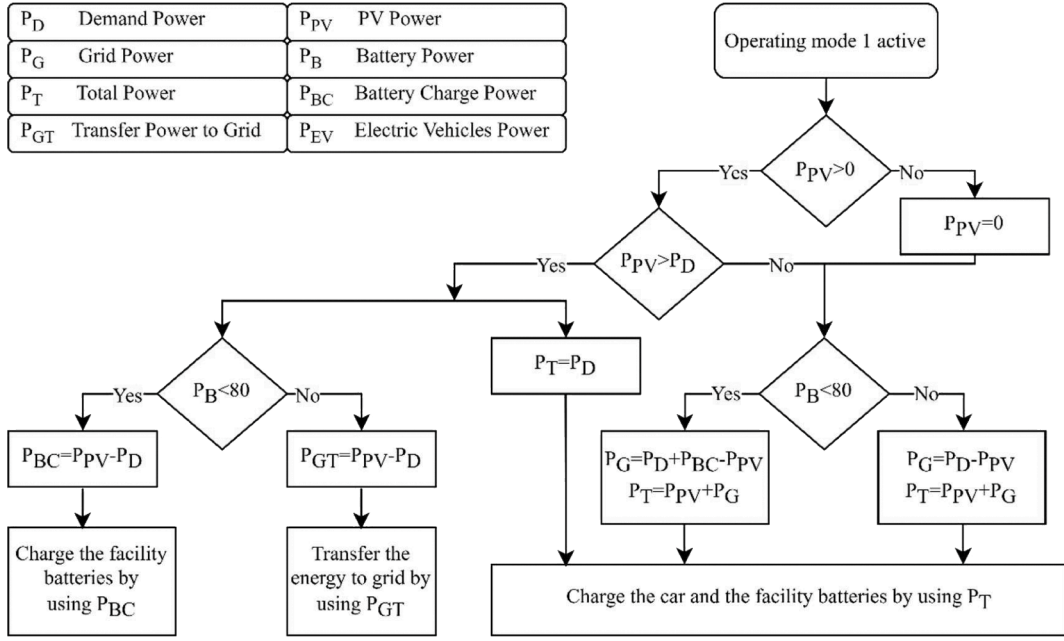 P_D Demand Power
P_PV PV Power
P_G Grid Power
P_B Battery Power
P_T Total Power
P_BC Battery Charge Power
P_GT Transfer Power to Grid
P_EV Electric Vehicles Power
Operating mode 1 active
P_PV>0
Yes
No
P_PV=0
P_PV>P_D
Yes
No
P_T=P_D
P_B<80
Yes
No
P_B<80
Yes
No
P_BC=P_PV-P_D
P_GT=P_PV-P_D
P_G=P_D+P_BC-P_PV
P_T=P_PV+P_G
P_G=P_D-P_PV
P_T=P_PV+P_G
Charge the facility
batteries by
using P_BC
Transfer the
energy to grid by
using P_GT
Charge the car and the facility batteries by using P_T